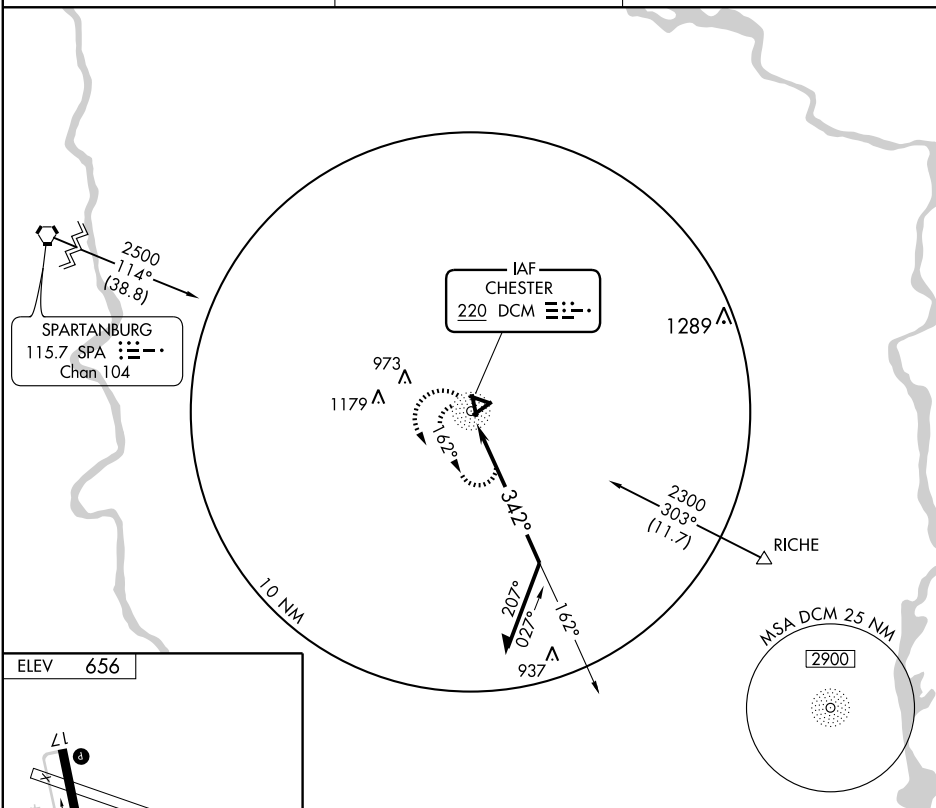 2500
114°
(38.8)
SPARTANBURG
115.7 SPA
Chan 104
IAF
CHESTER
220 DCM
1289
973
1179
162°
342°
2300
303°
(11.7)
RICHE
10 NM
207°
027°
162°
937
MSA DCM 25 NM
2900
ELEV 656
17
P
X